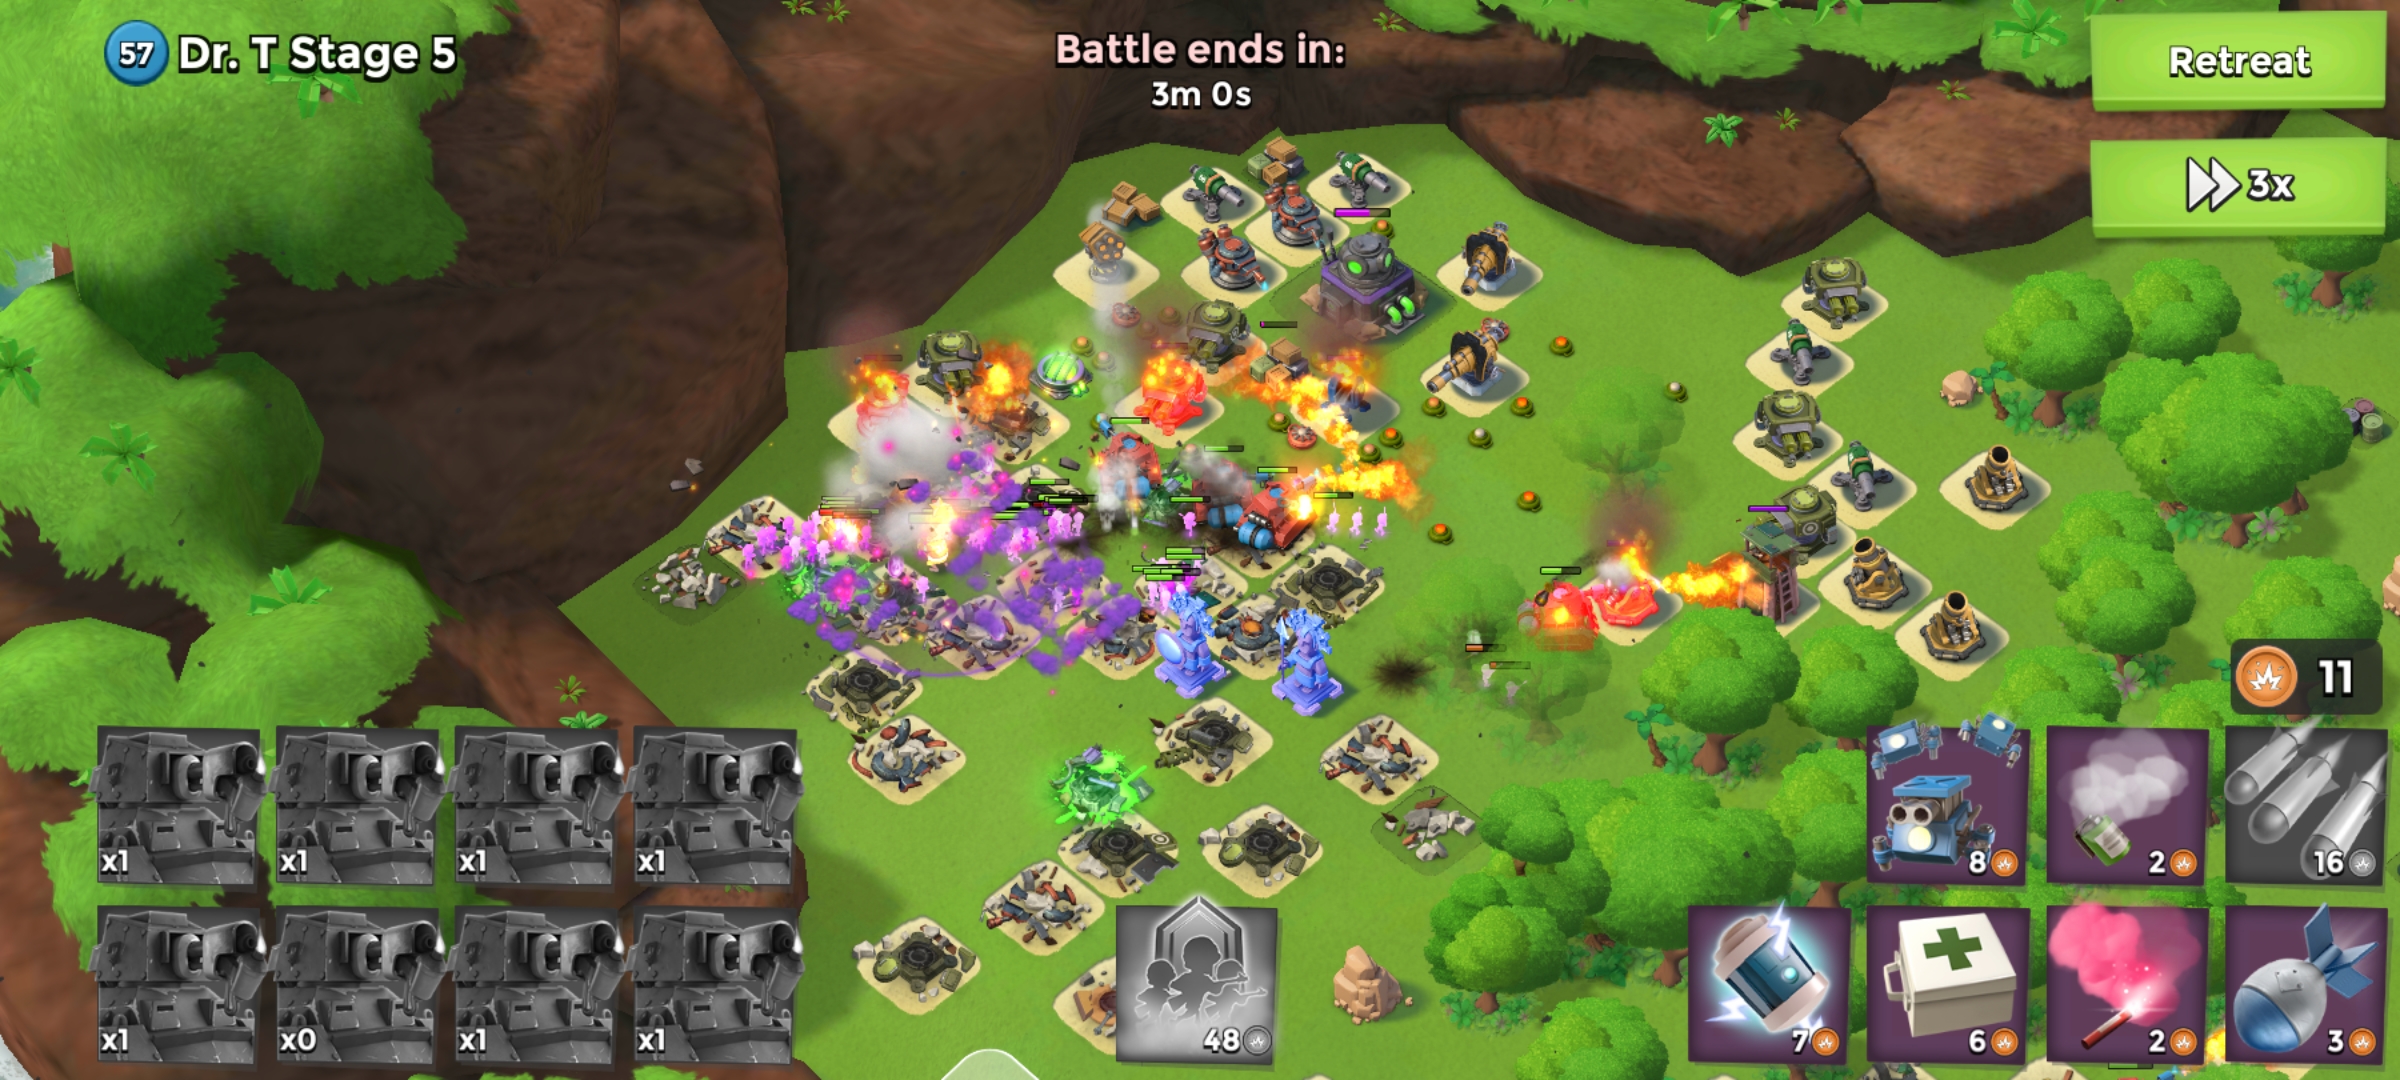 57 Dr. T Stage 5
Battle ends in:
3m 0s
Retreat
3x
11
8
2
16
x1
x1
x1
x1
x1
x0
x1
x1
48
7
6
2
3